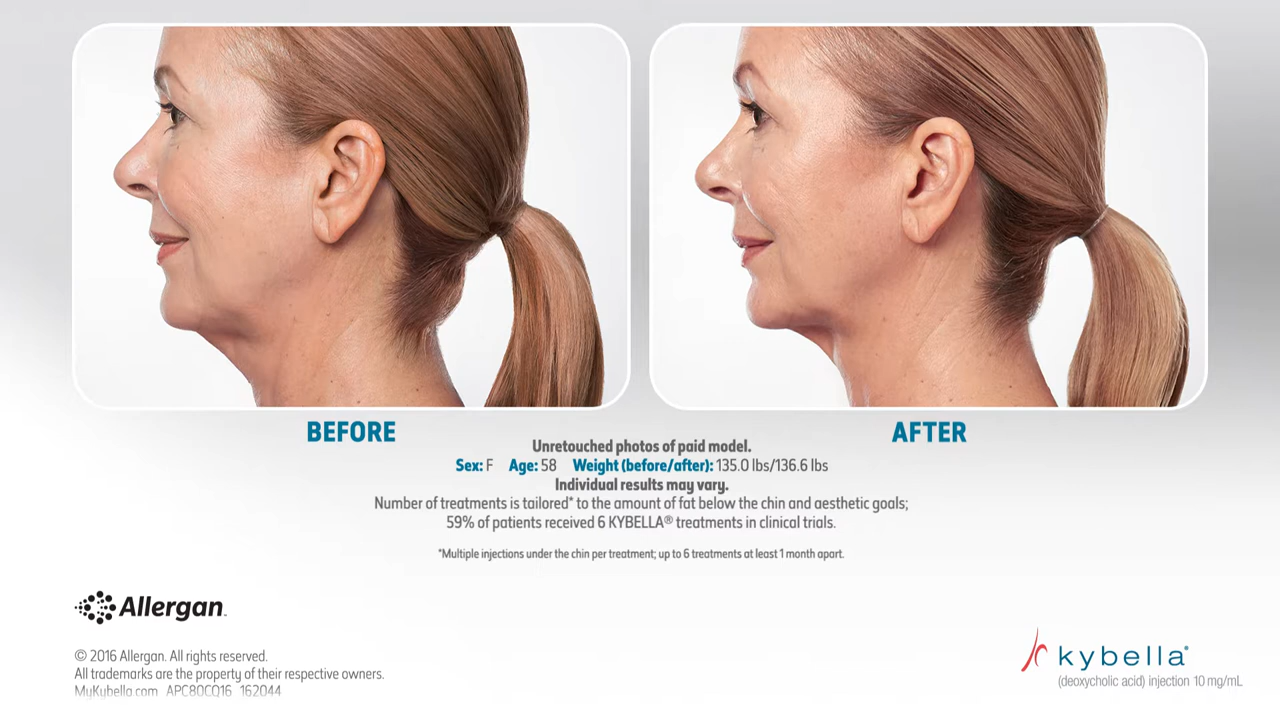 BEFORE
AFTER
Unretouched photos of paid model.
Sex: F Age: 58 Weight (before/after): 135.0 lbs/136.6 lbs
Individual results may vary.
Number of treatments is tailored* to the amount of fat below the chin and aesthetic goals;
59% of patients received 6 KYBELLA® treatments in clinical trials.
*Multiple injections under the chin per treatment; up to 6 treatments at least 1 month apart.
Allergan™
© 2016 Allergan. All rights reserved.
All trademarks are the property of their respective owners.
MyKybella.com APC80CQ16 162044
kybella®
(deoxycholic acid) injection 10 mg/mL